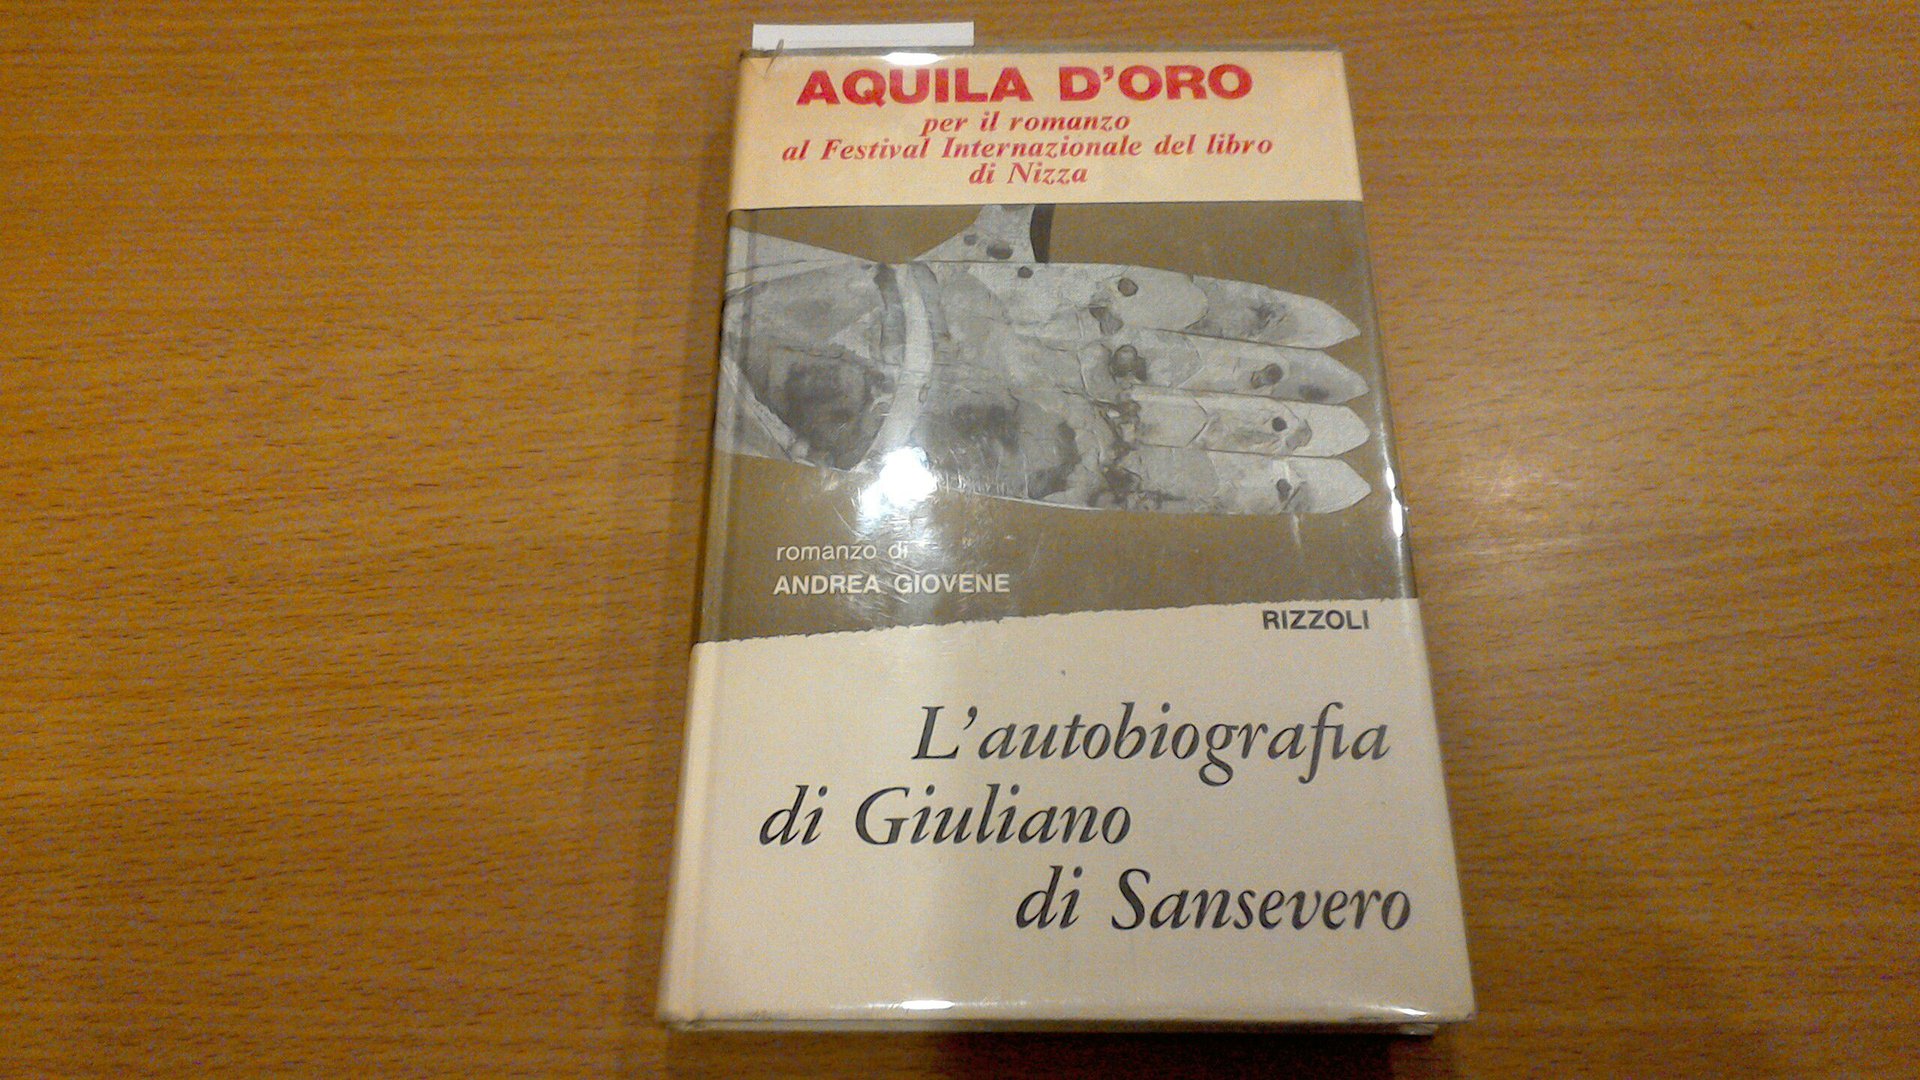 AQUILA D'ORO
per il romanzo
al Festival Internazionale del libro
di Nizza
romanzo di
ANDREA GIOVENE
RIZZOLI
L'autobiografia
di Giuliano
di Sansevero